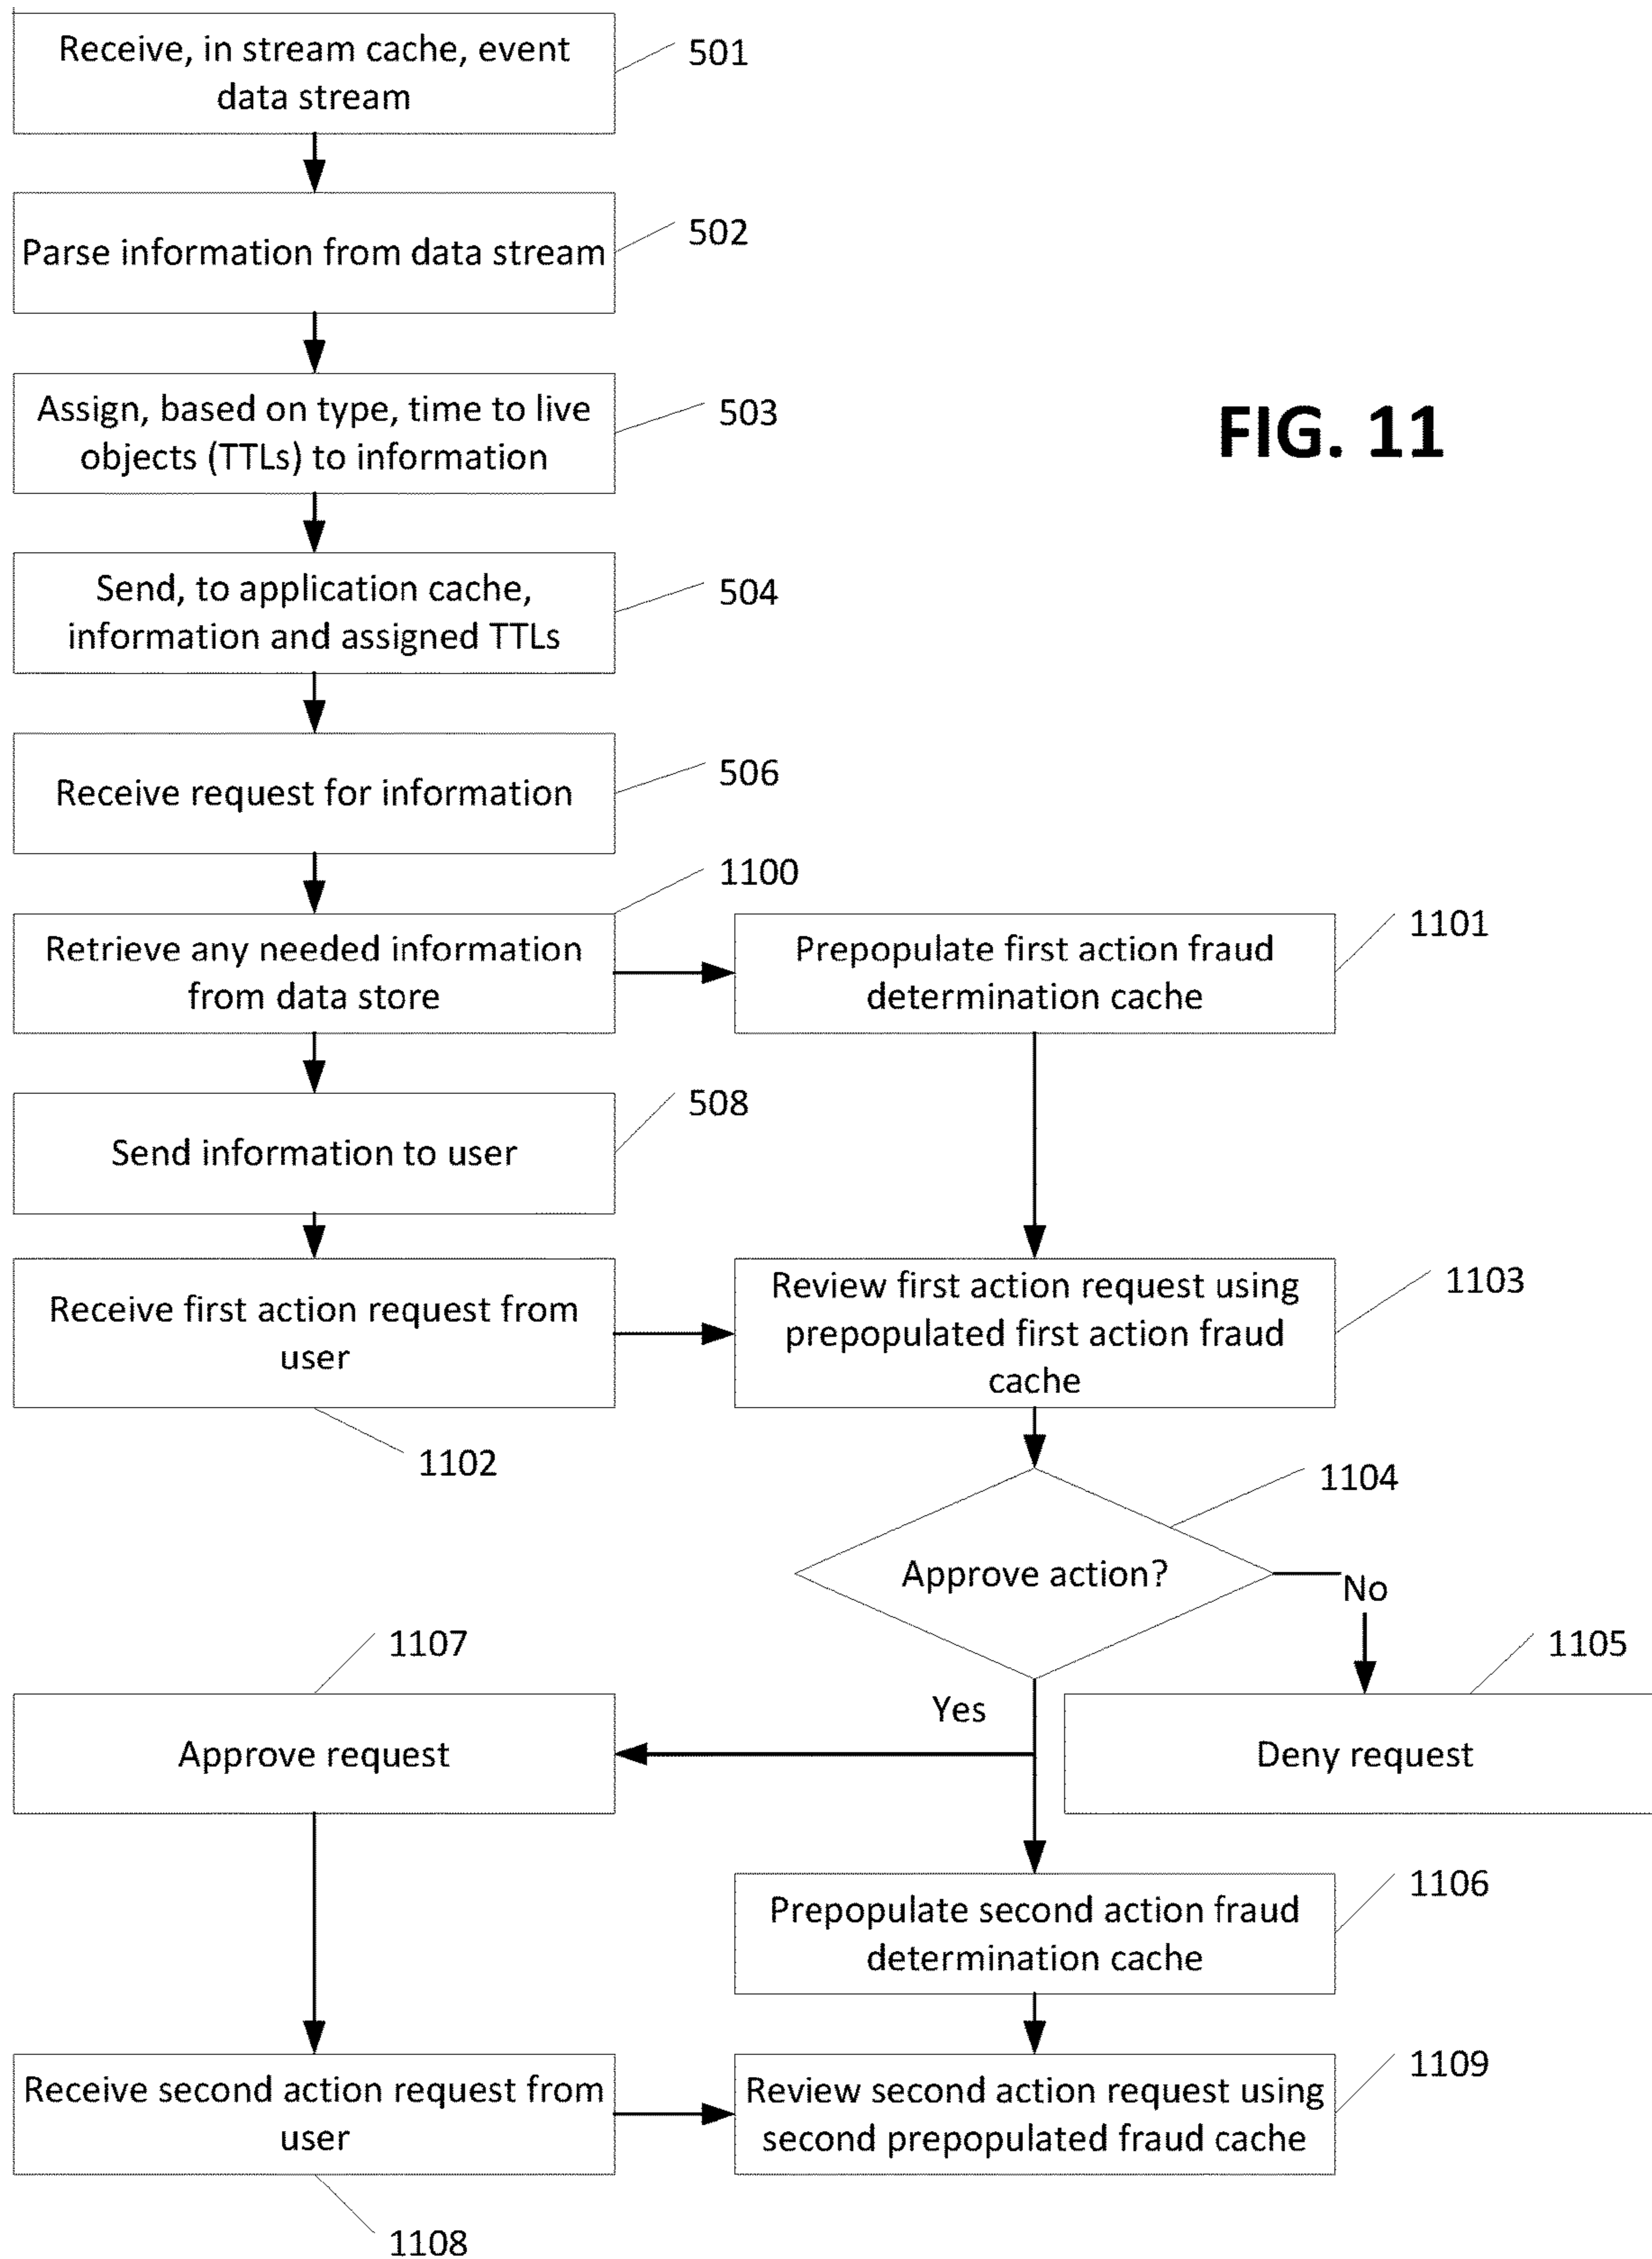 Receive, in stream cache, event
data stream
501
Parse information from data stream
502
Assign, based on type, time to live
objects (TTLs) to information
503
FIG. 11
Send, to application cache,
information and assigned TTLs
504
Receive request for information
506
Retrieve any needed information
from data store
1100
Prepopulate first action fraud
determination cache
1101
Send information to user
508
Receive first action request from
user
1102
Review first action request using
prepopulated first action fraud
cache
1103
Approve action?
1104
No
Yes
Deny request
1105
Approve request
1107
Prepopulate second action fraud
determination cache
1106
Receive second action request from
user
1108
Review second action request using
second prepopulated fraud cache
1109